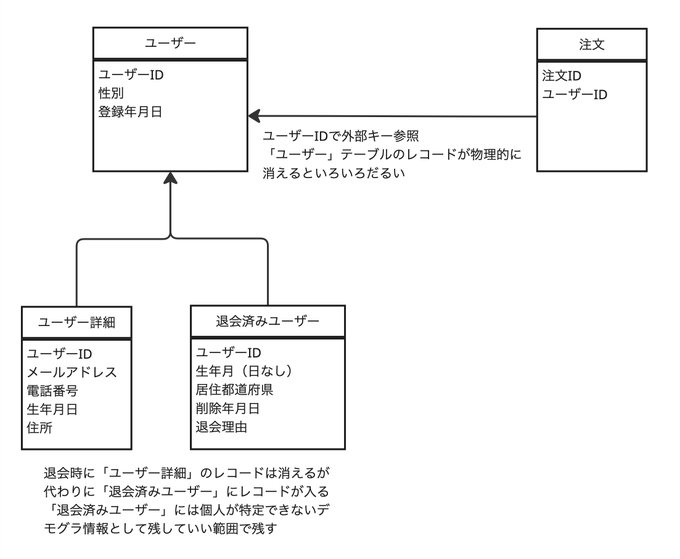 ユーザー
ユーザーID
性別
登録年月日
注文
注文ID
ユーザーID
ユーザーIDで外部キー参照
「ユーザー」テーブルのレコードが物理的に
消えるといろいろだるい
ユーザー詳細
ユーザーID
メールアドレス
電話番号
生年月日
住所
退会済みユーザー
ユーザーID
生年月（日なし）
居住都道府県
削除年月日
退会理由
退会時に「ユーザー詳細」のレコードは消えるが
代わりに「退会済みユーザー」にレコードが入る
「退会済みユーザー」には個人が特定できないデ
モグラ情報として残していい範囲で残す